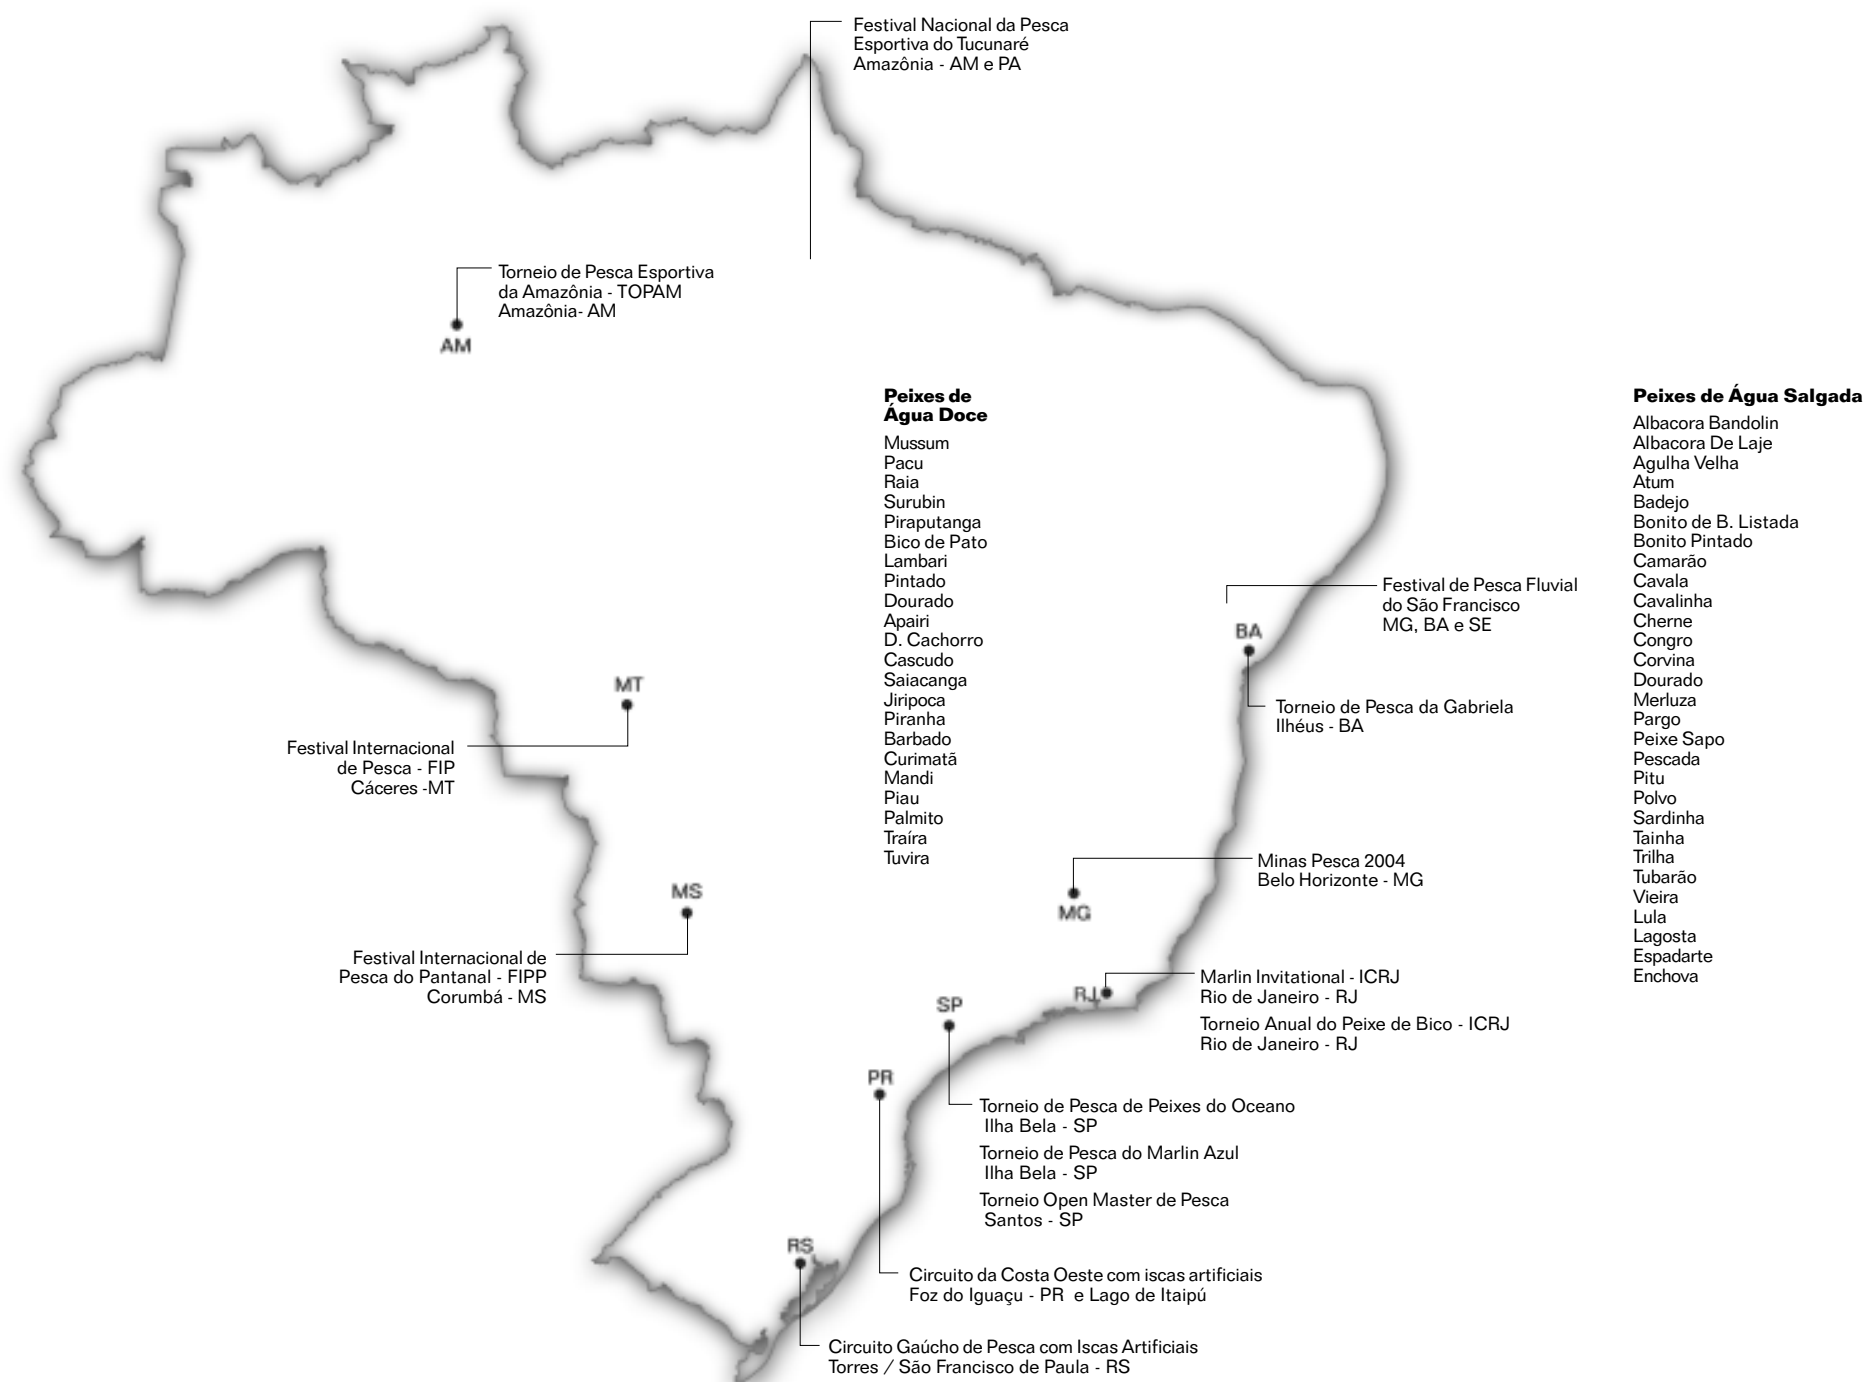 Festival Nacional da Pesca
Esportiva do Tucunaré
Amazônia - AM e PA
Torneio de Pesca Esportiva
da Amazônia - TOPAM
Amazônia- AM
AM
Peixes de
Água Doce
Mussum
Pacu
Raia
Surubin
Piraputanga
Bico de Pato
Lambari
Pintado
Dourado
Apairi
D. Cachorro
Cascudo
Saiacanga
Jiripoca
Piranha
Barbado
Curimatã
Mandi
Piau
Palmito
Traíra
Tuvira
Peixes de Água Salgada
Albacora Bandolin
Albacora De Laje
Agulha Velha
Atum
Badejo
Bonito de B. Listada
Bonito Pintado
Camarão
Cavala
Cavalinha
Cherne
Congro
Corvina
Dourado
Merluza
Pargo
Peixe Sapo
Pescada
Pitu
Polvo
Sardinha
Tainha
Trilha
Tubarão
Vieira
Lula
Lagosta
Espadarte
Enchova
Festival de Pesca Fluvial
do São Francisco
MG, BA e SE
BA
Torneio de Pesca da Gabriela
Ilhéus - BA
MT
Festival Internacional
de Pesca - FIP
Cáceres -MT
Minas Pesca 2004
Belo Horizonte - MG
MG
MS
Festival Internacional de
Pesca do Pantanal - FIPP
Corumbá - MS
RJ
Marlin Invitational - ICRJ
Rio de Janeiro - RJ
Torneio Anual do Peixe de Bico - ICRJ
Rio de Janeiro - RJ
SP
Torneio de Pesca de Peixes do Oceano
Ilha Bela - SP
Torneio de Pesca do Marlin Azul
Ilha Bela - SP
Torneio Open Master de Pesca
Santos - SP
PR
Circuito da Costa Oeste com iscas artificiais
Foz do Iguaçu - PR e Lago de Itaipú
RS
Circuito Gaúcho de Pesca com Iscas Artificiais
Torres / São Francisco de Paula - RS